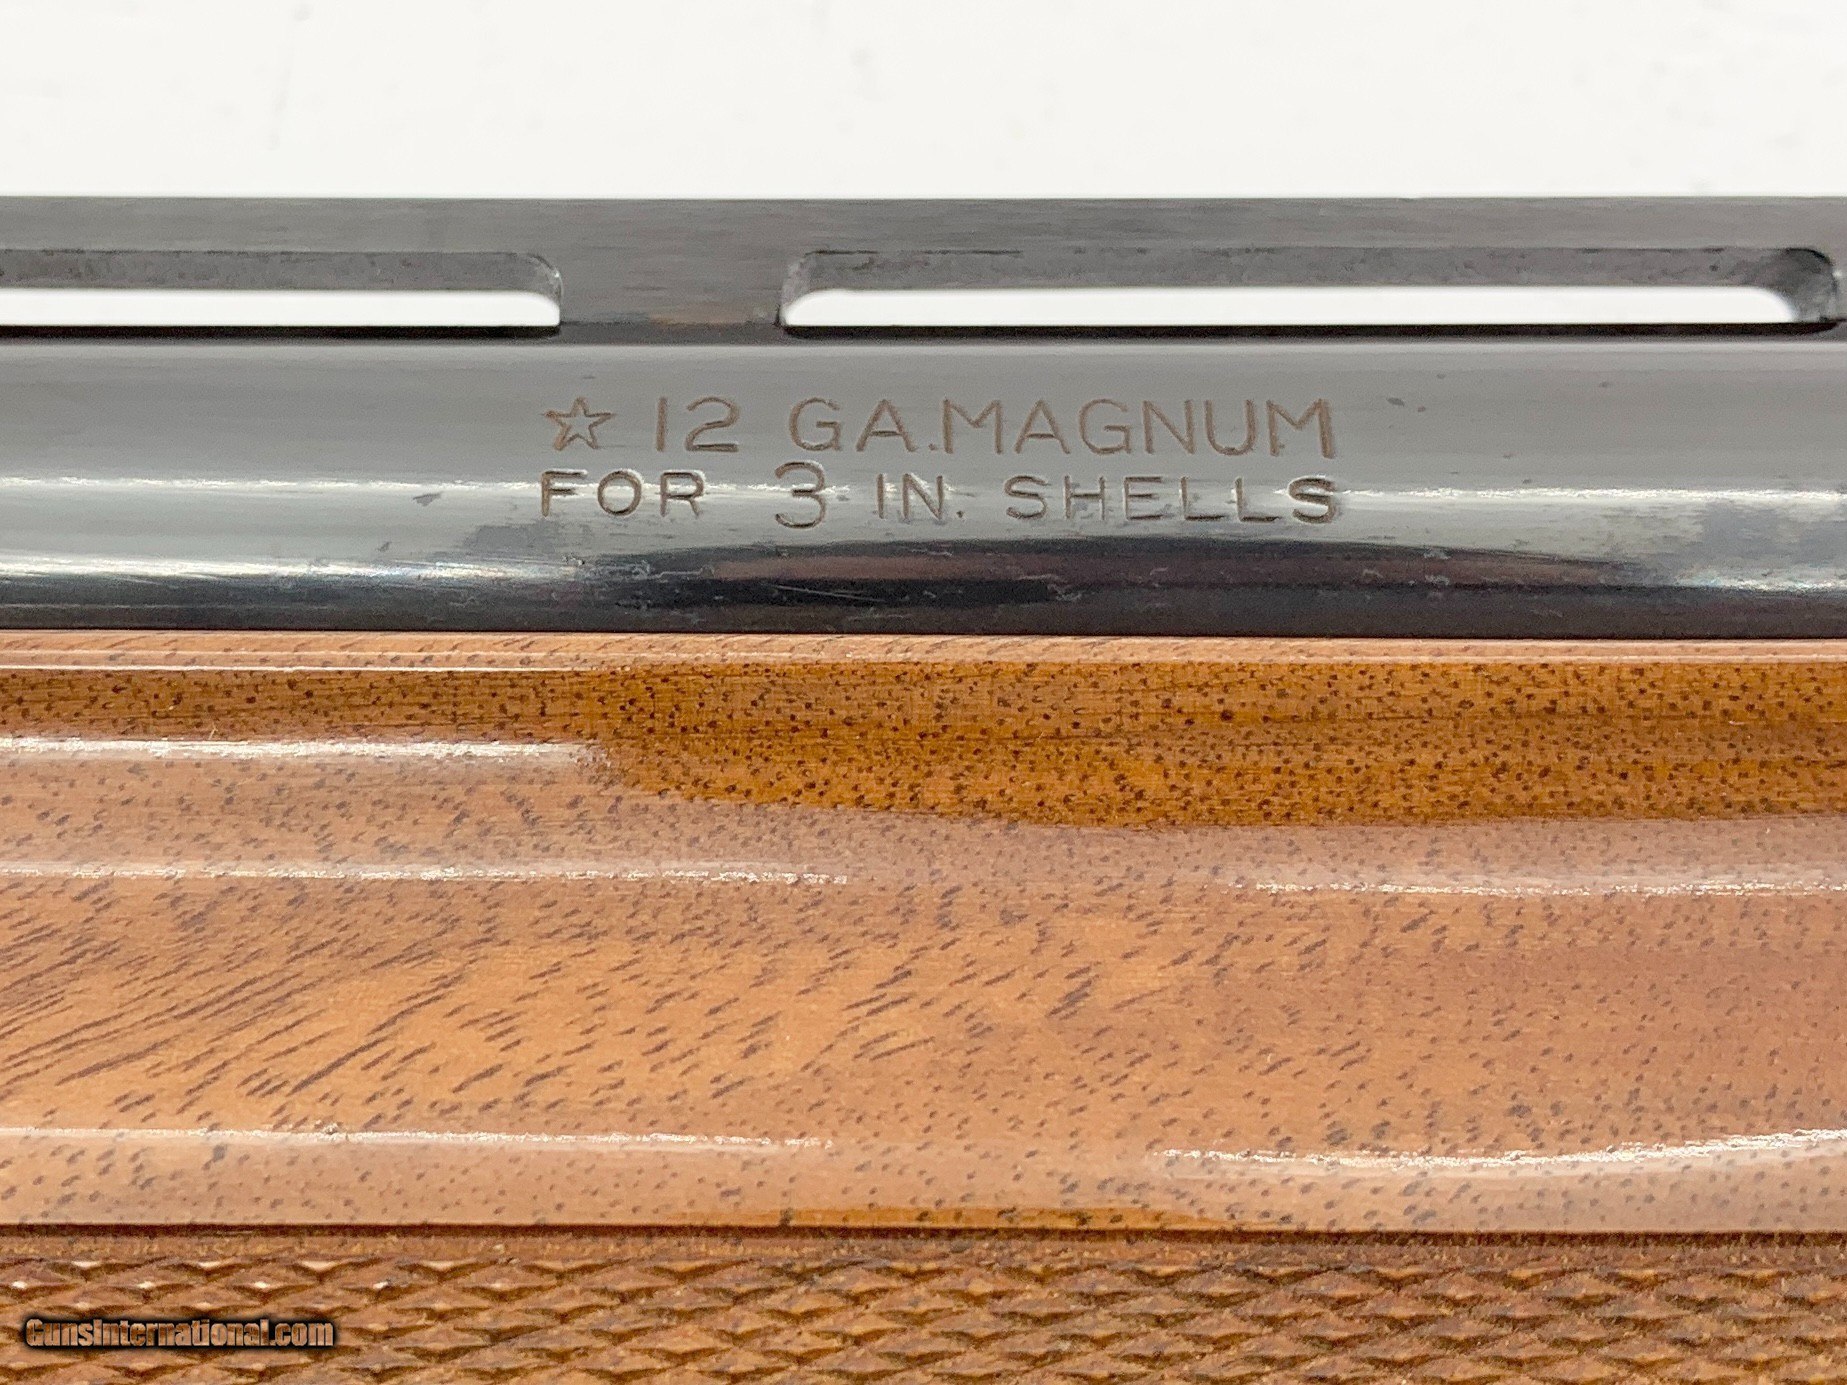 ☆ 12 GA.MAGNUM
FOR 3 IN. SHELLS
GunsInternational.com